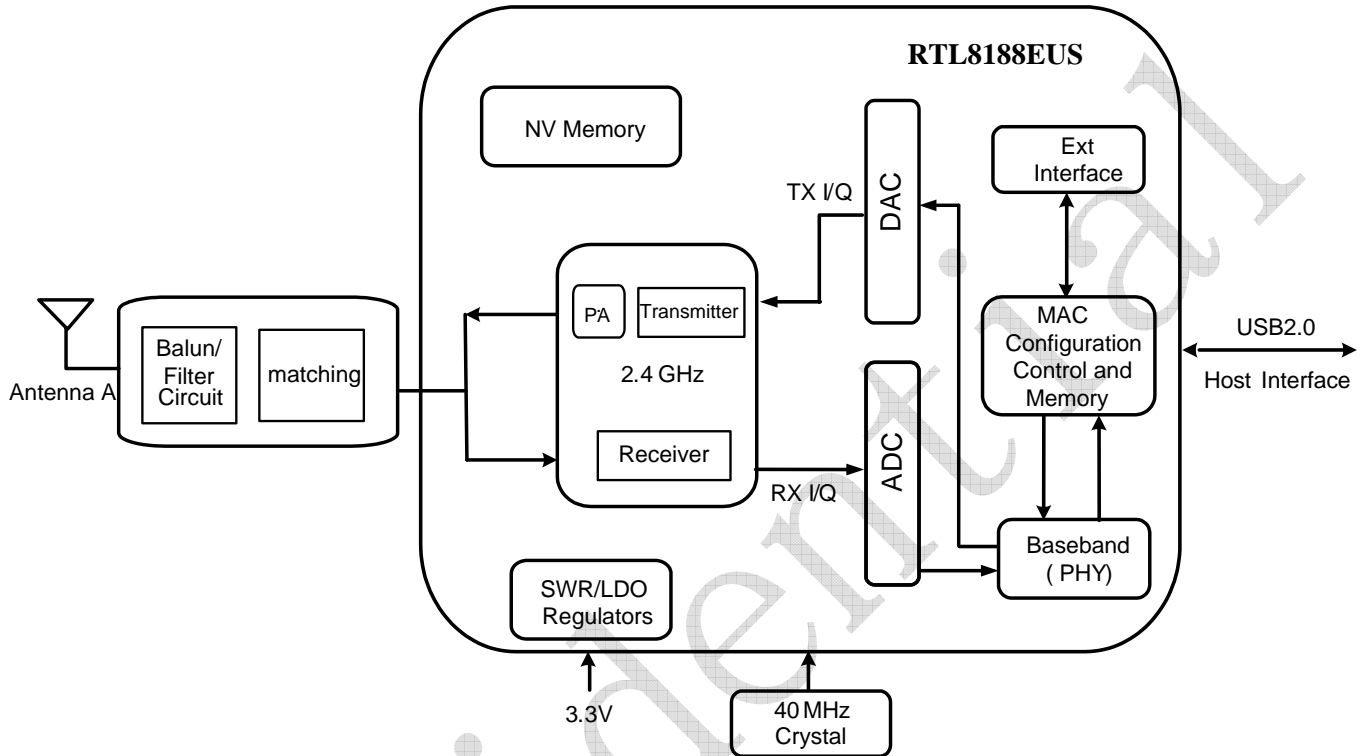 RTL8188EUS
NV Memory
Ext
Interface
DAC
TX I/Q
P·A
Transmitter
2.4 GHz
Receiver
MAC
Configuration
Control and
Memory
USB2.0
Host Interface
Balun/
Filter
Circuit
matching
Antenna A
ADC
RX I/Q
Baseband
( PHY)
SWR/LDO
Regulators
3.3V
40 MHz
Crystal
idential